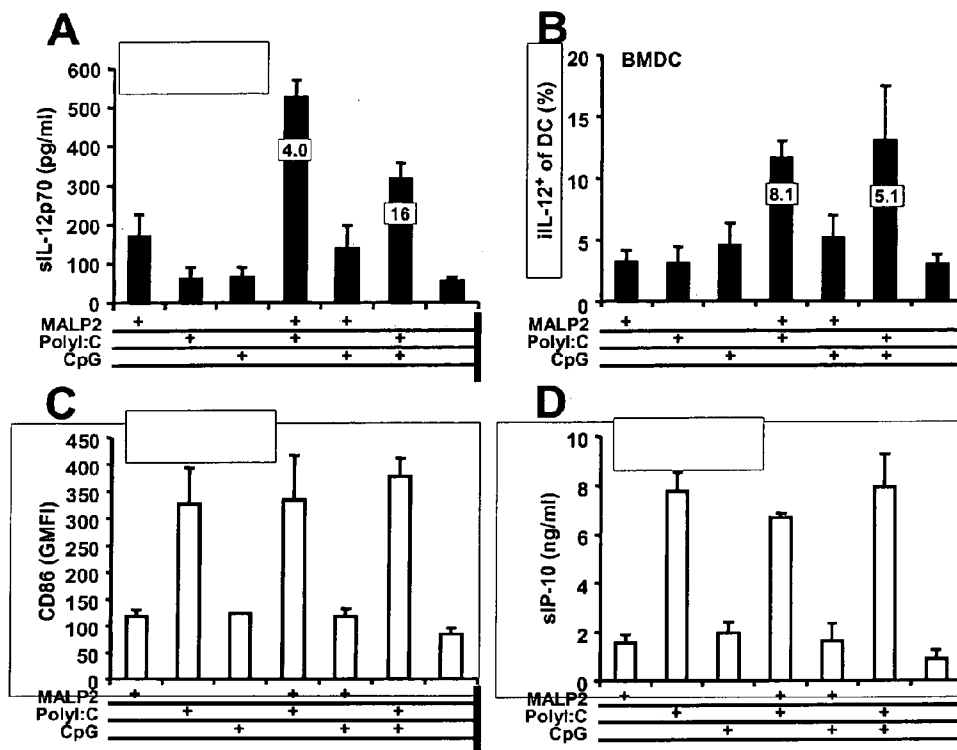 A
sIL-12p70 (pg/ml)
600
500
400
300
200
100
0
4.0
16
MALP2 + + +
PolyI:C + + +
CpG + + +
B
BMDC
iIL-12+ of DC (%)
20
15
10
5
0
8.1
5.1
MALP2 + + +
PolyI:C + + +
CpG + + +
C
CD86 (GMFI)
450
400
350
300
250
200
150
100
50
0
MALP2 + + +
PolyI:C + + +
CpG + + +
D
sIP-10 (ng/ml)
10
8
6
4
2
0
MALP2 + + +
PolyI:C + + +
CpG + + +